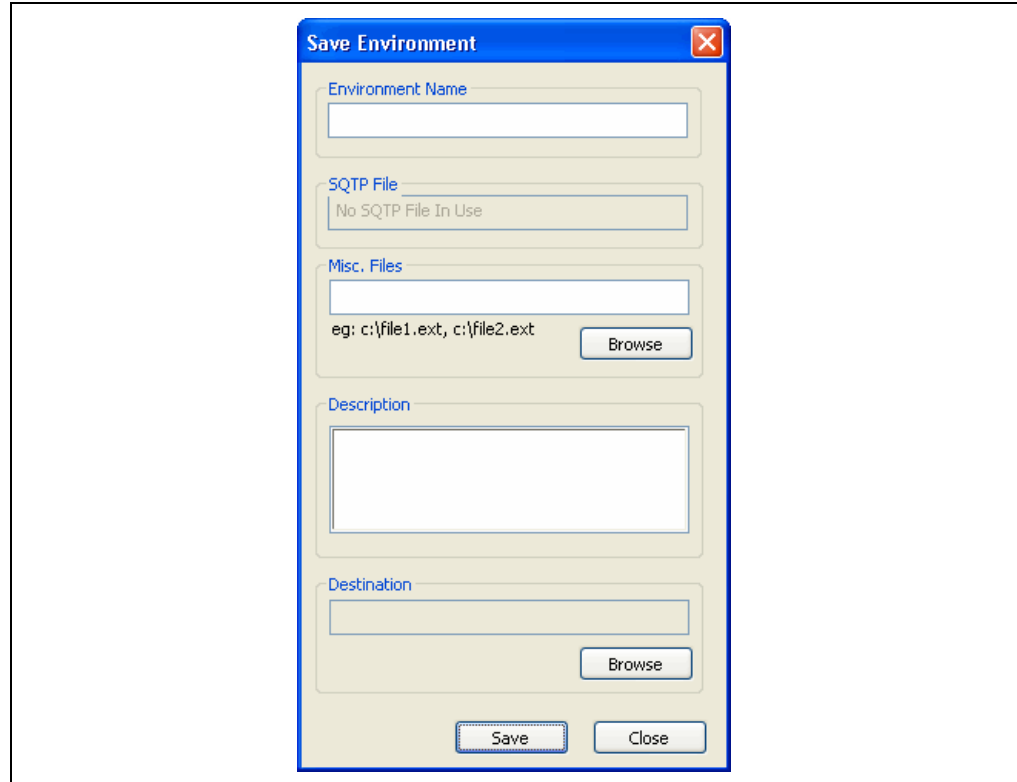 Save Environment
Environment Name
SQTP File
No SQTP File In Use
Misc. Files
eg: c:\file1.ext, c:\file2.ext
Browse
Description
Destination
Browse
Save
Close